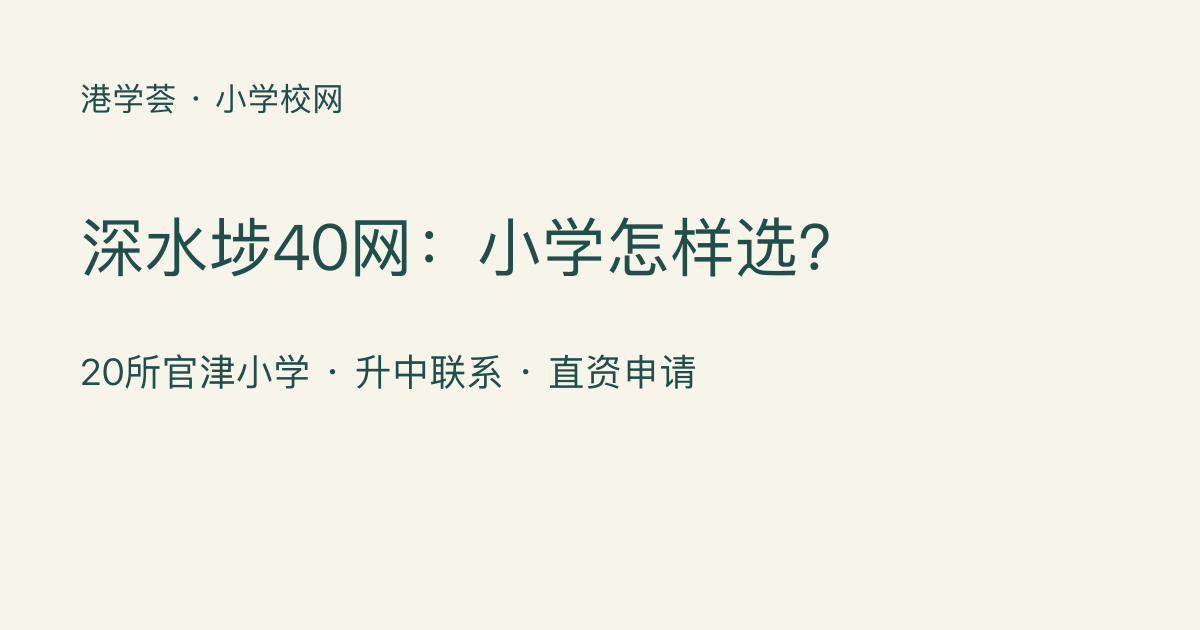 港学荟 · 小学校网
深水埗40网：小学怎样选？
20所官津小学 · 升中联系 · 直资申请